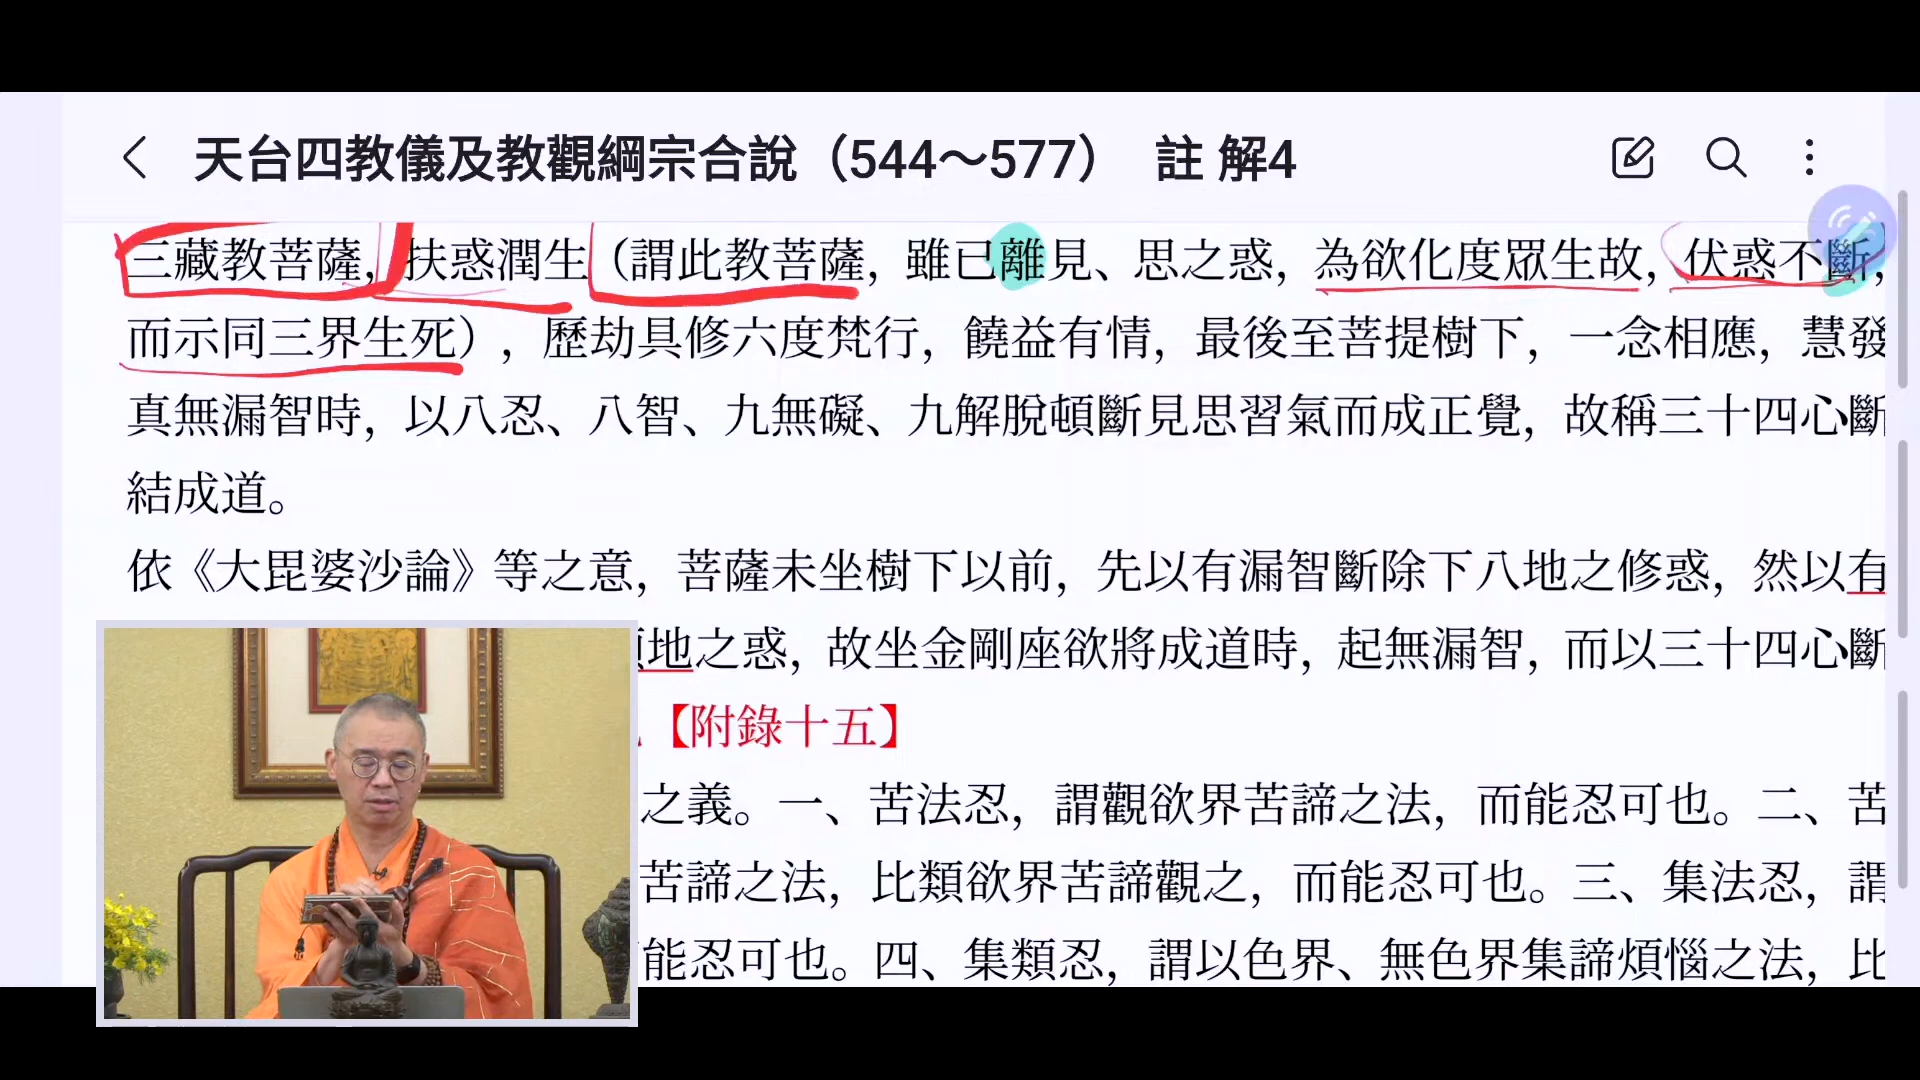 天台四教儀及教觀綱宗合說（544～577） 註 解4
三藏教菩薩，扶惑潤生（謂此教菩薩，雖已離見、思之惑，為欲化度眾生故，伏惑不斷，
而示同三界生死），歷劫具修六度梵行，饒益有情，最後至菩提樹下，一念相應，慧發
真無漏智時，以八忍、八智、九無礙、九解脫頓斷見思習氣而成正覺，故稱三十四心斷
結成道。
依《大毘婆沙論》等之意，菩薩未坐樹下以前，先以有漏智斷除下八地之修惑，然以有
地之惑，故坐金剛座欲將成道時，起無漏智，而以三十四心斷
【附錄十五】
之義。一、苦法忍，謂觀欲界苦諦之法，而能忍可也。二、苦
苦諦之法，比類欲界苦諦觀之，而能忍可也。三、集法忍，謂
能忍可也。四、集類忍，謂以色界、無色界集諦煩惱之法，比